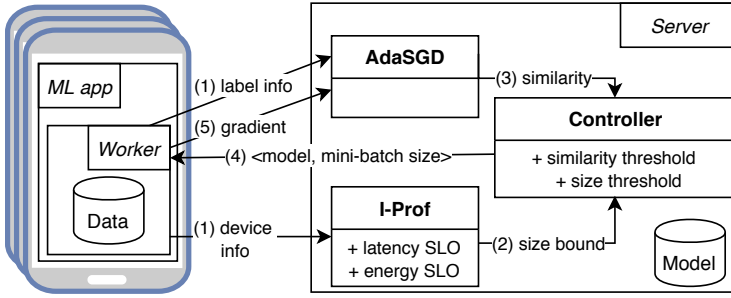 Server
ML app
AdaSGD
(1) label info
(3) similarity
(5) gradient
Controller
Worker
(4) <model, mini-batch size>
+ similarity threshold
+ size threshold
Data
I-Prof
(1) device
info
+ latency SLO
+ energy SLO
(2) size bound
Model